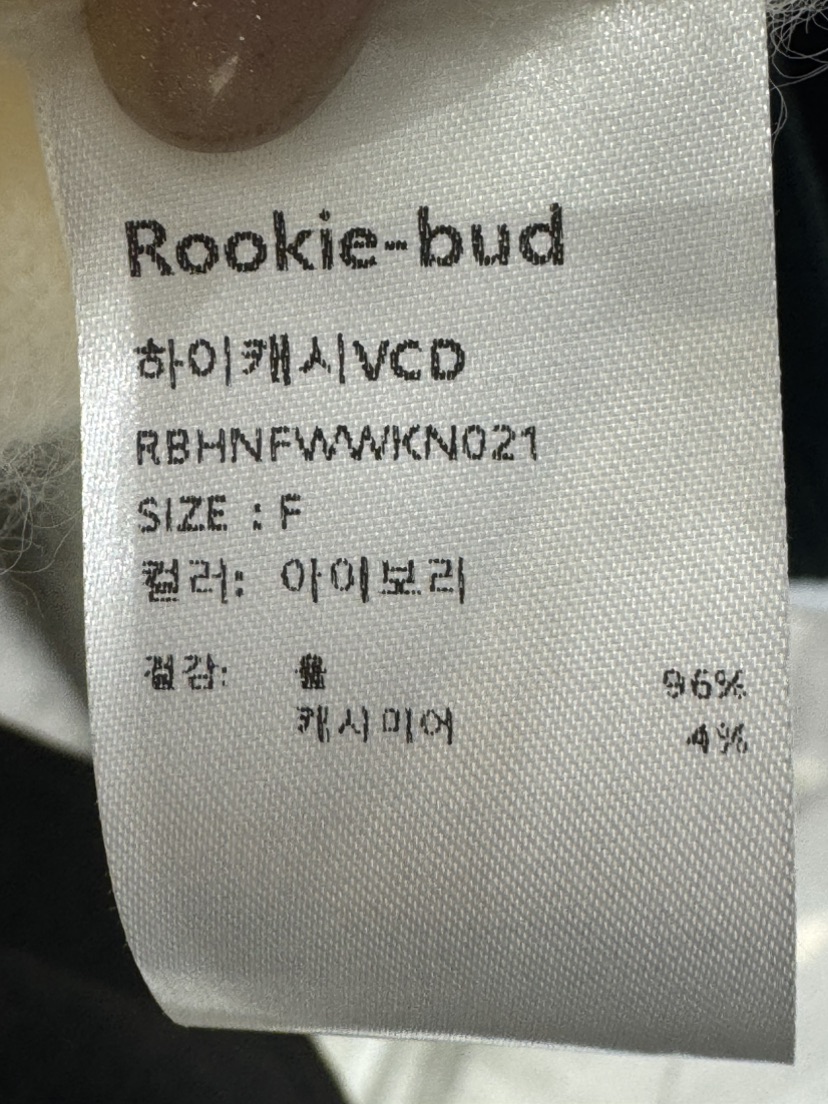 Rookie-bud
하이캐시VCD
RBHNFWWKN021
SIZE : F
컬러: 아이보리
겉감: 울 96%
캐시미어 4%